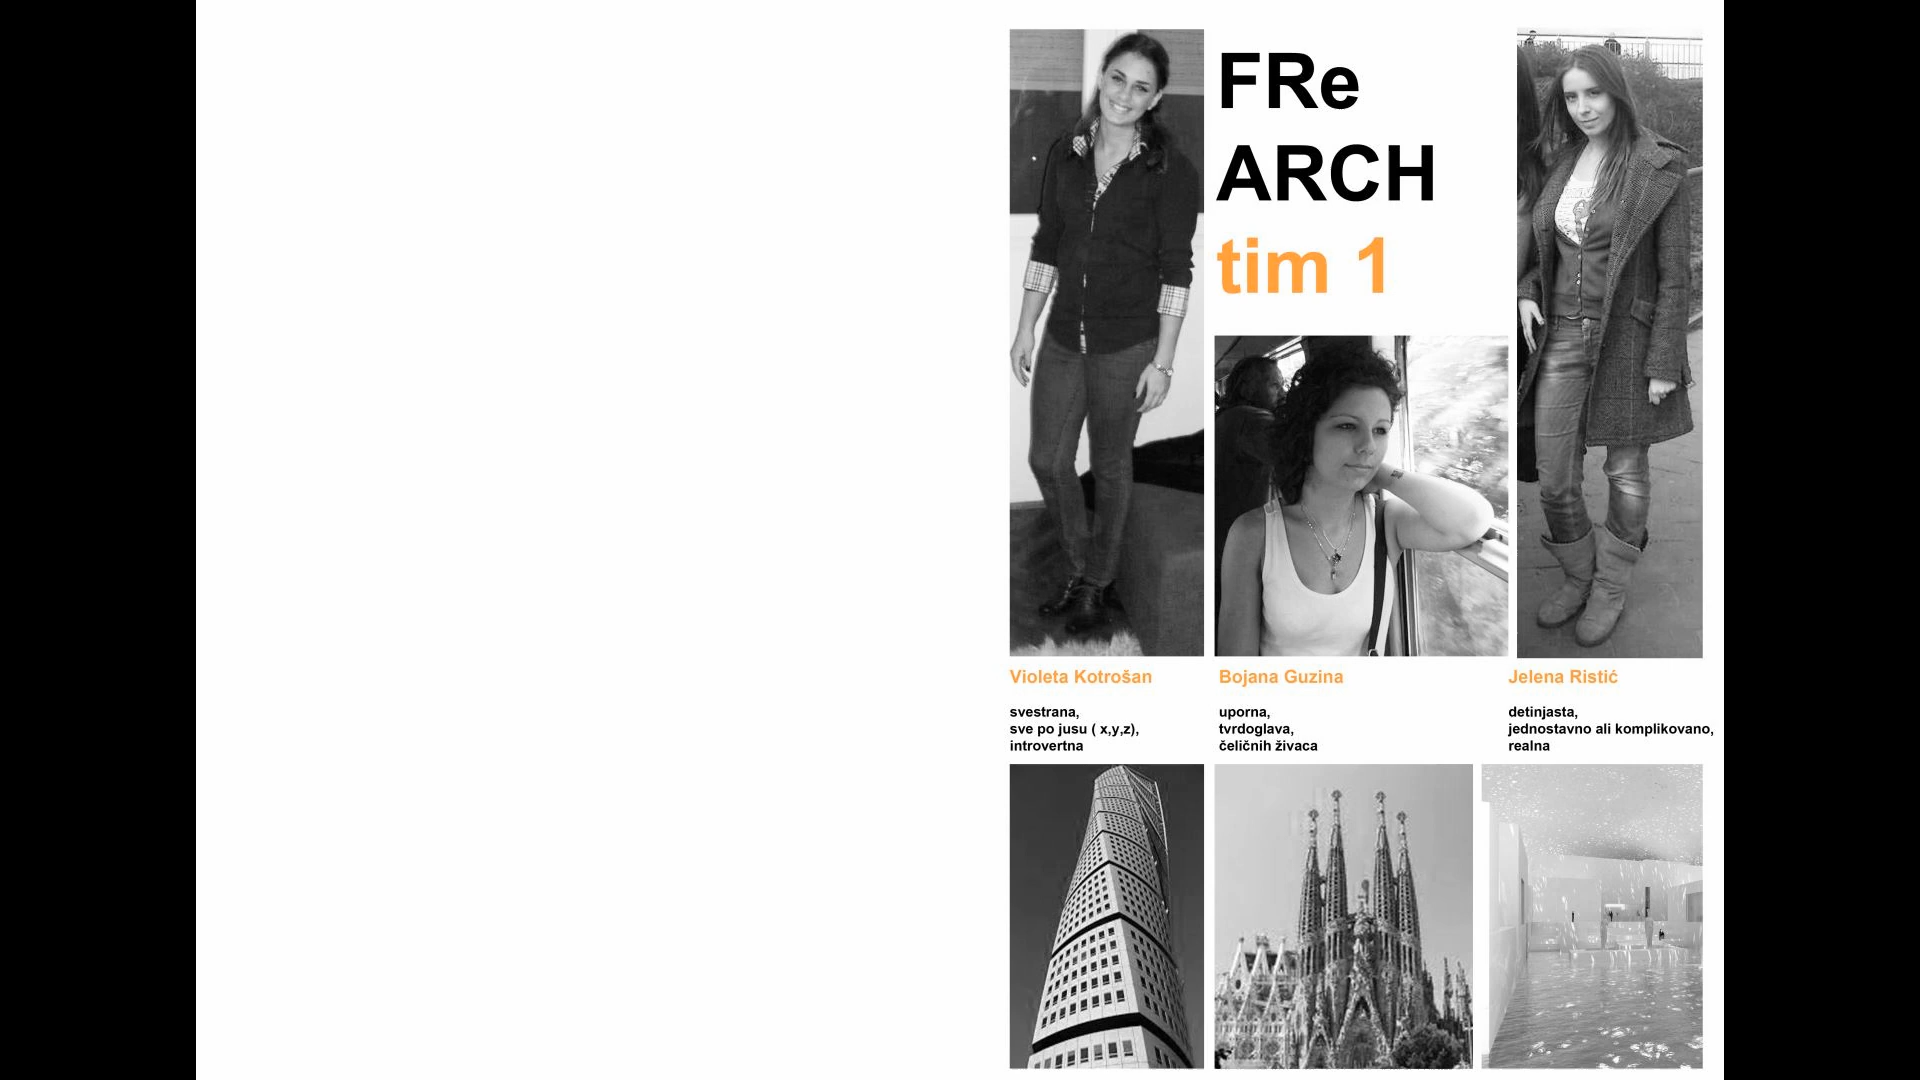 FRe
ARCH
tim 1
Violeta Kotrošan
svestrana,
sve po jusu ( x,y,z),
introvertna
Bojana Guzina
uporna,
tvrdoglava,
čeličnih živaca
Jelena Ristić
detinjasta,
jednostavno ali komplikovano,
realna